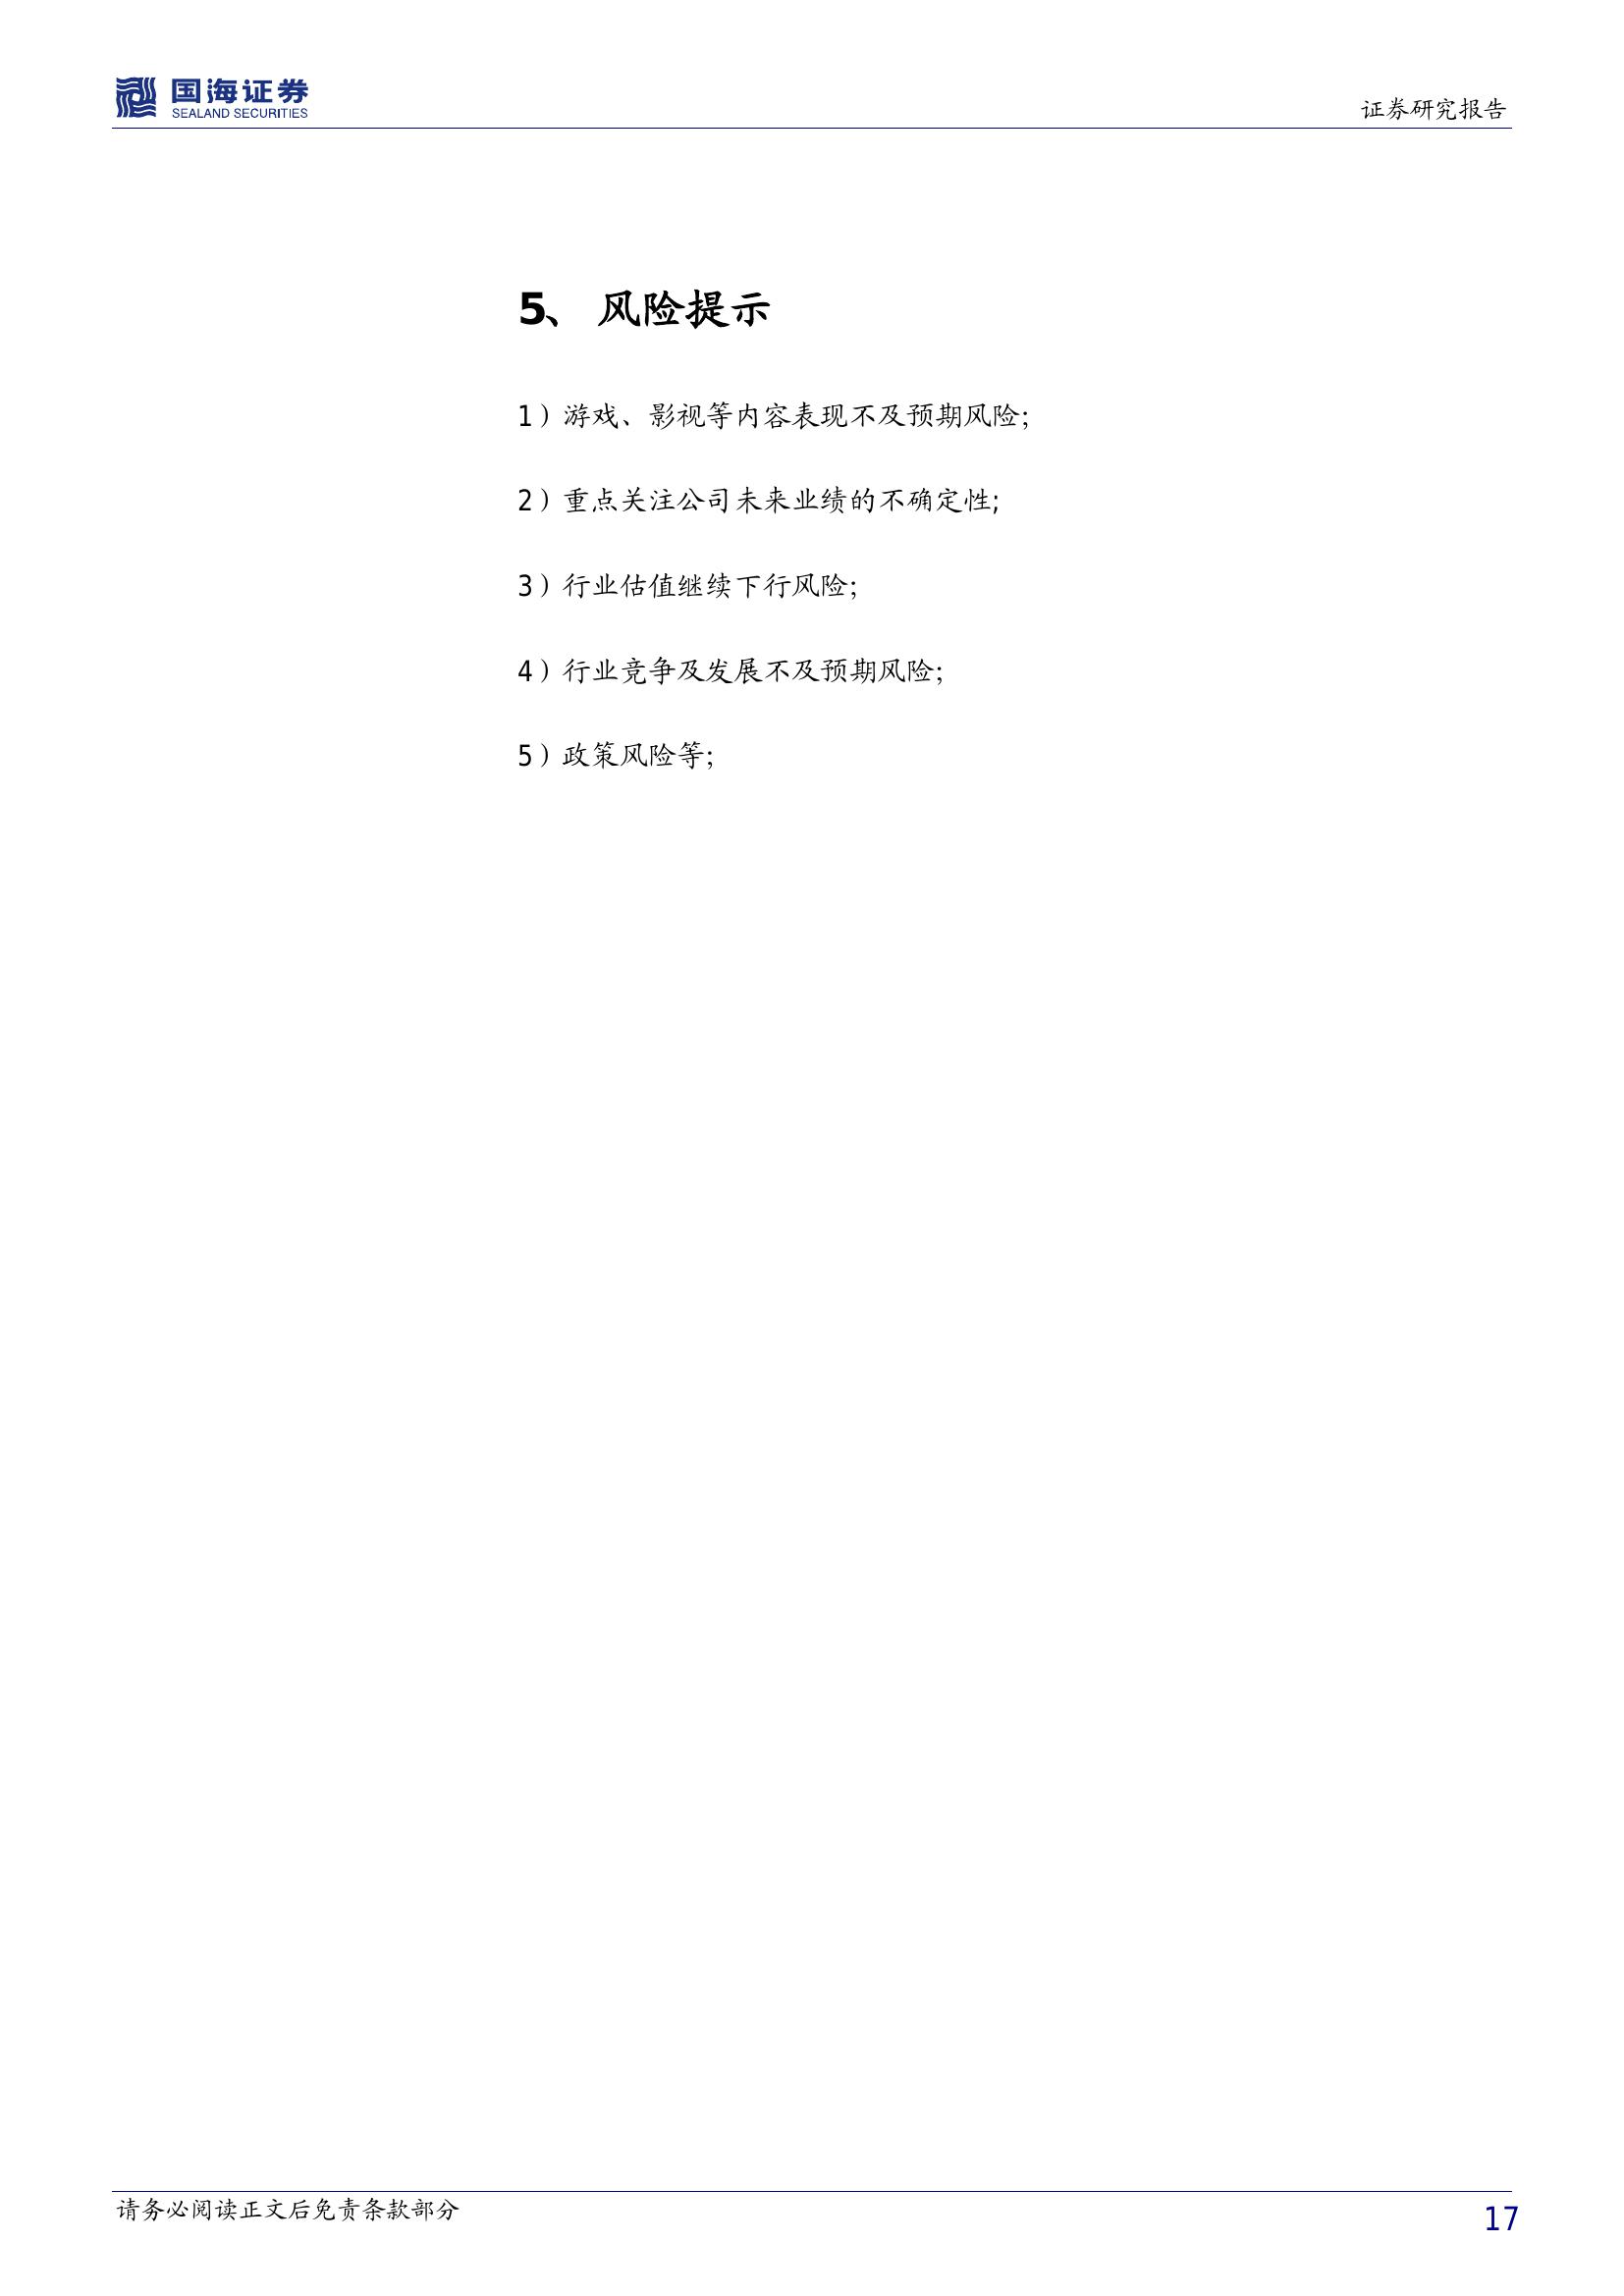 国海证券
SEALAND SECURITIES
证券研究报告
5、 风险提示
1）游戏、影视等内容表现不及预期风险;
2）重点关注公司未来业绩的不确定性;
3）行业估值继续下行风险;
4）行业竞争及发展不及预期风险;
5）政策风险等;
请务必阅读正文后免责条款部分
17